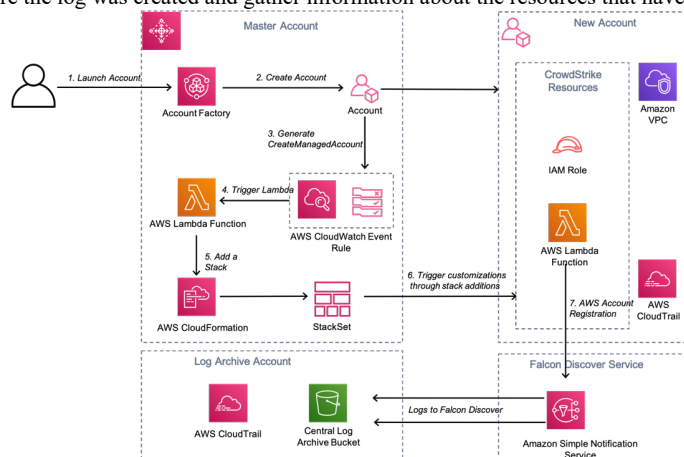 re the log was created and gather information about the resources that have
Master Account
New Account
1. Launch Account
2. Create Account
Account Factory
Account
CrowdStrike
Resources
Amazon
VPC
3. Generate
CreateManagedAccount
IAM Role
4. Trigger Lambda
AWS Lambda Function
AWS CloudWatch Event
Rule
AWS Lambda
Function
5. Add a
Stack
6. Trigger customizations
through stack additions
7. AWS Account
Registration
AWS
CloudTrail
AWS CloudFormation
StackSet
Log Archive Account
Falcon Discover Service
Logs to Falcon Discover
AWS CloudTrail
Central Log
Archive Bucket
Amazon Simple Notification
Service